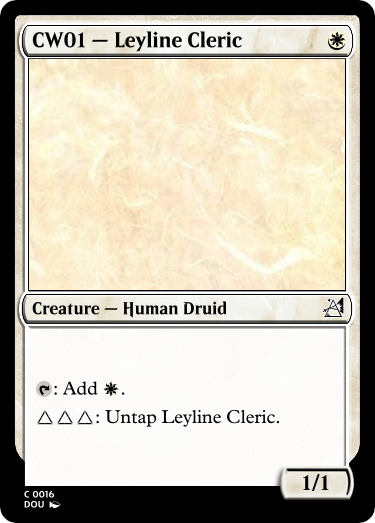 CW01 — Leyline Cleric
Creature — Human Druid
: Add .
△ △ △: Untap Leyline Cleric.
1/1
C 0016
DOU